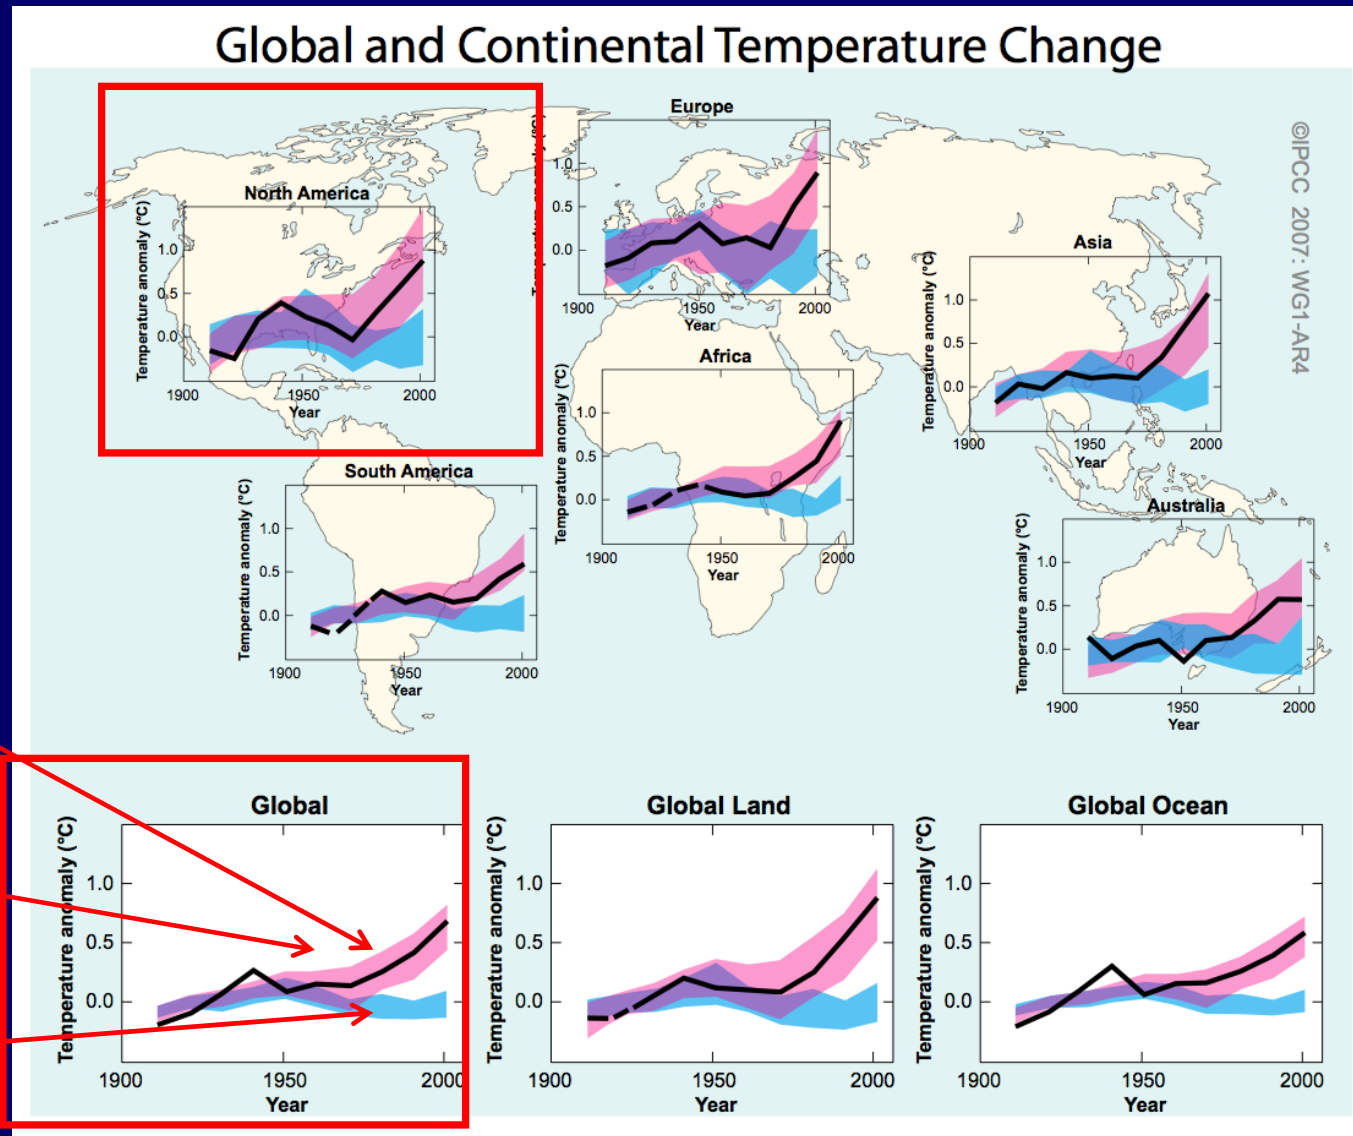 Global and Continental Temperature Change
©IPCC 2007: WG1-AR4
North America
Temperature anomaly (°C)
1.0
0.5
0.0
1900
1950
2000
Year
Europe
Temperature anomaly (°C)
1.0
0.5
0.0
1900
1950
2000
Year
Asia
Temperature anomaly (°C)
1.0
0.5
0.0
1900
1950
2000
Year
Africa
Temperature anomaly (°C)
1.0
0.5
0.0
1900
1950
2000
Year
South America
Temperature anomaly (°C)
1.0
0.5
0.0
1900
1950
2000
Year
Australia
Temperature anomaly (°C)
1.0
0.5
0.0
1900
1950
2000
Year
Global
Temperature anomaly (°C)
1.0
0.5
0.0
1900
1950
2000
Year
Global Land
Temperature anomaly (°C)
1.0
0.5
0.0
1900
1950
2000
Year
Global Ocean
Temperature anomaly (°C)
1.0
0.5
0.0
1900
1950
2000
Year